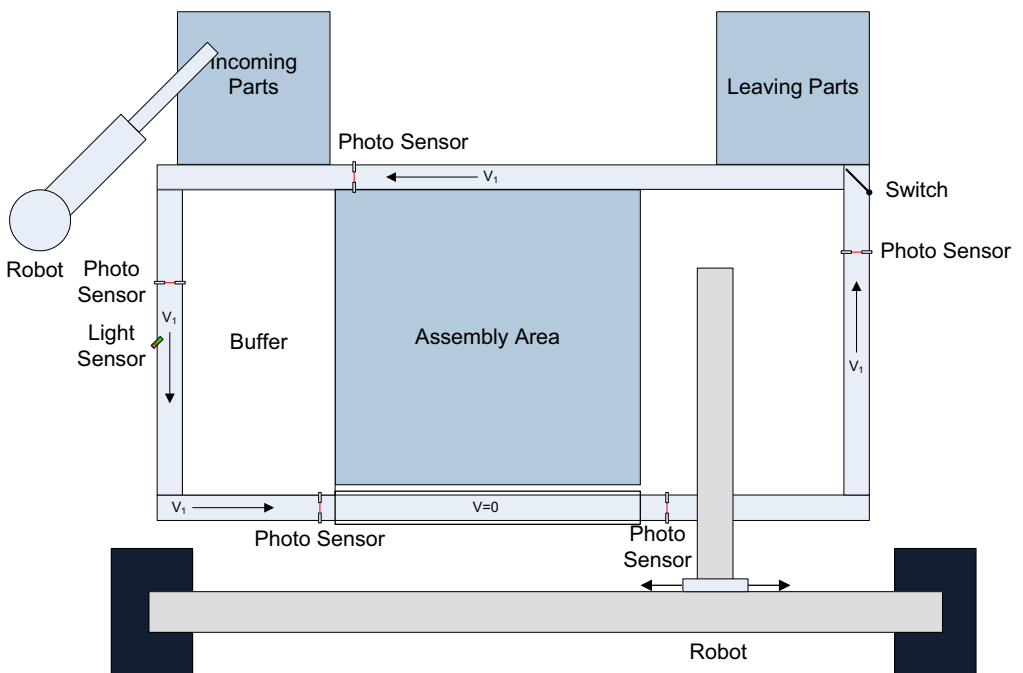 Incoming
Parts
Leaving Parts
Photo Sensor
V₁
Switch
Photo Sensor
Robot
Photo
Sensor
V₁
Light
Sensor
Buffer
Assembly Area
V₁
V₁
V=0
Photo Sensor
Photo
Sensor
Robot